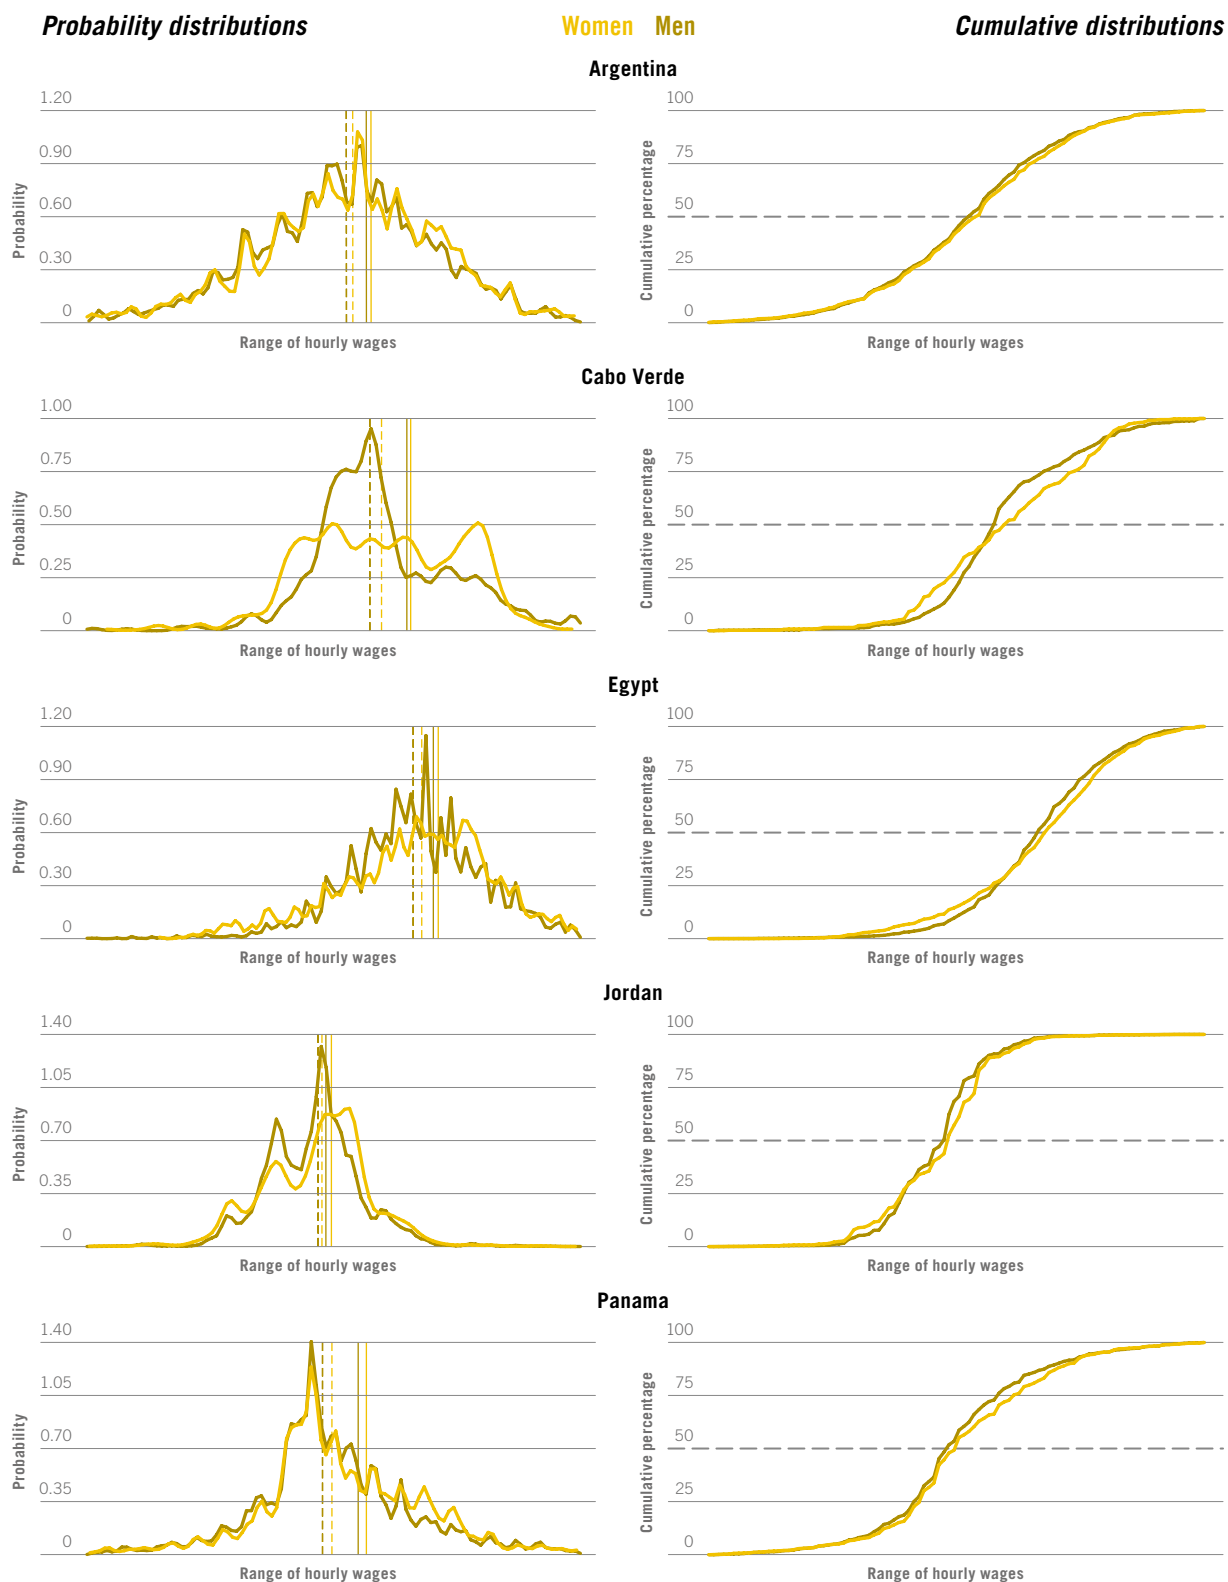 Probability distributions Women Men Cumulative distributions
Argentina
1.20
0.90
0.60
0.30
0
Probability
Range of hourly wages
100
75
50
25
0
Cumulative percentage
Range of hourly wages
Cabo Verde
1.00
0.75
0.50
0.25
0
Probability
Range of hourly wages
100
75
50
25
0
Cumulative percentage
Range of hourly wages
Egypt
1.20
0.90
0.60
0.30
0
Probability
Range of hourly wages
100
75
50
25
0
Cumulative percentage
Range of hourly wages
Jordan
1.40
1.05
0.70
0.35
0
Probability
Range of hourly wages
100
75
50
25
0
Cumulative percentage
Range of hourly wages
Panama
1.40
1.05
0.70
0.35
0
Probability
Range of hourly wages
100
75
50
25
0
Cumulative percentage
Range of hourly wages